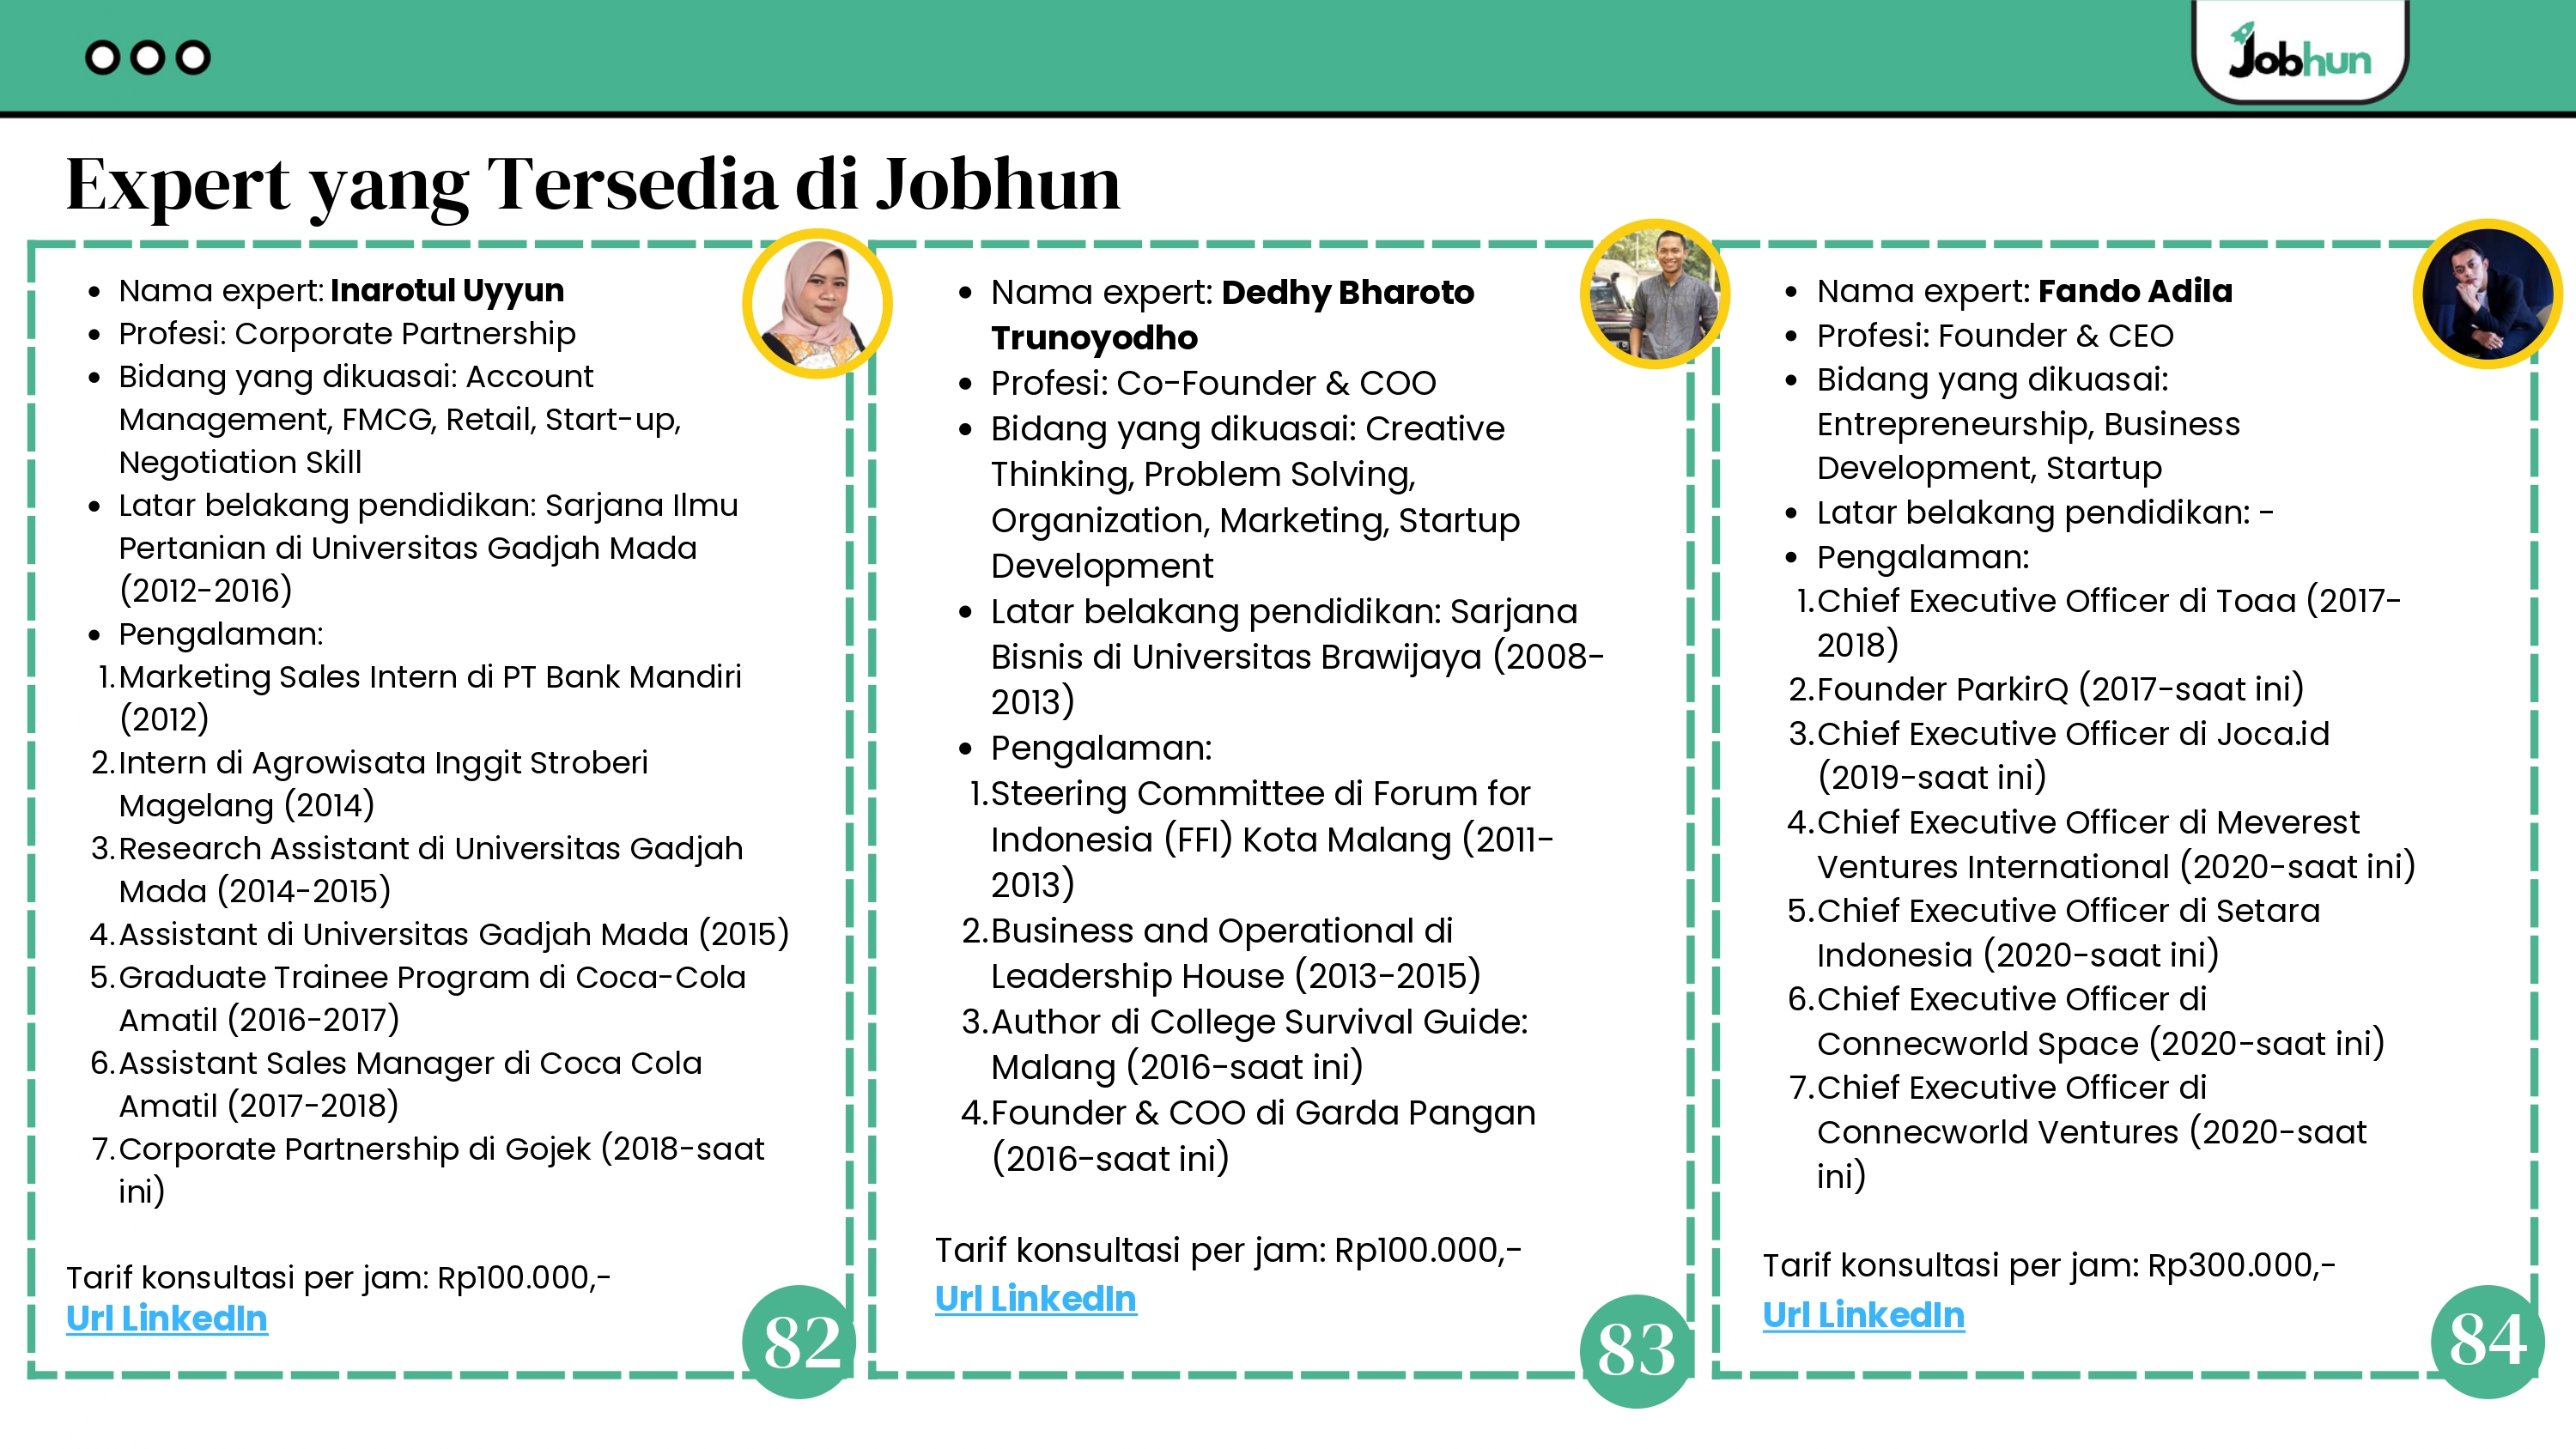 Jobhun
Expert yang Tersedia di Jobhun
Nama expert: Inarotul Uyyun
Profesi: Corporate Partnership
Bidang yang dikuasai: Account
Management, FMCG, Retail, Start-up,
Negotiation Skill
Latar belakang pendidikan: Sarjana Ilmu
Pertanian di Universitas Gadjah Mada
(2012-2016)
Pengalaman:
1.Marketing Sales Intern di PT Bank Mandiri
(2012)
2.Intern di Agrowisata Inggit Stroberi
Magelang (2014)
3.Research Assistant di Universitas Gadjah
Mada (2014-2015)
4.Assistant di Universitas Gadjah Mada (2015)
5.Graduate Trainee Program di Coca-Cola
Amatil (2016-2017)
6.Assistant Sales Manager di Coca Cola
Amatil (2017-2018)
7.Corporate Partnership di Gojek (2018-saat
ini)
Tarif konsultasi per jam: Rp100.000,-
Url LinkedIn
82
Nama expert: Dedhy Bharoto
Trunoyodho
Profesi: Co-Founder & COO
Bidang yang dikuasai: Creative
Thinking, Problem Solving,
Organization, Marketing, Startup
Development
Latar belakang pendidikan: Sarjana
Bisnis di Universitas Brawijaya (2008-
2013)
Pengalaman:
1.Steering Committee di Forum for
Indonesia (FFI) Kota Malang (2011-
2013)
2.Business and Operational di
Leadership House (2013-2015)
3.Author di College Survival Guide:
Malang (2016-saat ini)
4.Founder & COO di Garda Pangan
(2016-saat ini)
Tarif konsultasi per jam: Rp100.000,-
Url LinkedIn
83
Nama expert: Fando Adila
Profesi: Founder & CEO
Bidang yang dikuasai:
Entrepreneurship, Business
Development, Startup
Latar belakang pendidikan: -
Pengalaman:
1.Chief Executive Officer di Toaa (2017-
2018)
2.Founder ParkirQ (2017-saat ini)
3.Chief Executive Officer di Joca.id
(2019-saat ini)
4.Chief Executive Officer di Meverest
Ventures International (2020-saat ini)
5.Chief Executive Officer di Setara
Indonesia (2020-saat ini)
6.Chief Executive Officer di
Connecworld Space (2020-saat ini)
7.Chief Executive Officer di
Connecworld Ventures (2020-saat
ini)
Tarif konsultasi per jam: Rp300.000,-
Url LinkedIn
84